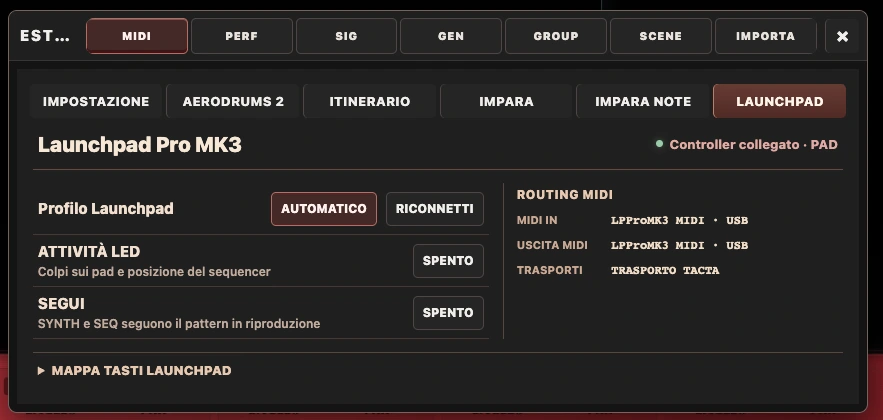 EST...
MIDI
PERF
SIG
GEN
GROUP
SCENE
IMPORTA
×
IMPOSTAZIONE
AERODRUMS 2
ITINERARIO
IMPARA
IMPARA NOTE
LAUNCHPAD
Launchpad Pro MK3
Controller collegato · PAD
Profilo Launchpad
AUTOMATICO
RICONNETTI
ATTIVITÀ LED
Colpi sui pad e posizione del sequencer
SPENTO
SEGUI
SYNTH e SEQ seguono il pattern in riproduzione
SPENTO
ROUTING MIDI
MIDI IN LPProMK3 MIDI · USB
USCITA MIDI LPProMK3 MIDI · USB
TRASPORTI TRASPORTO TACTA
▶ MAPPA TASTI LAUNCHPAD